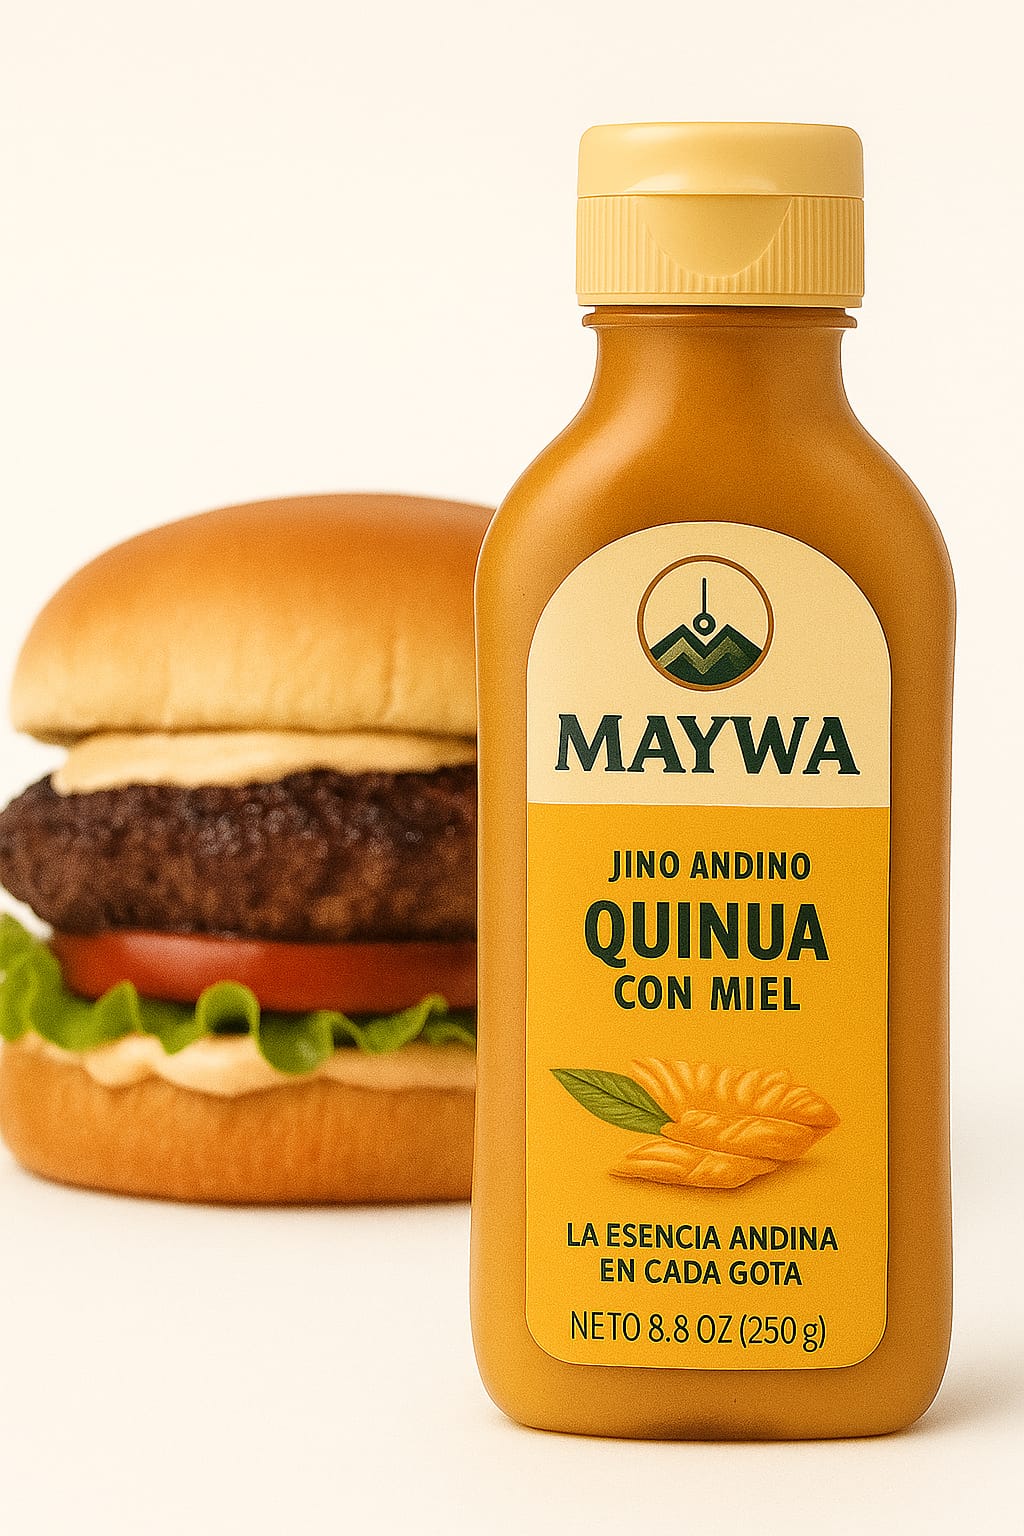 MAYWA
JINO ANDINO
QUINUA
CON MIEL
LA ESENCIA ANDINA
EN CADA GOTA
NETO 8.8 OZ (250 g)